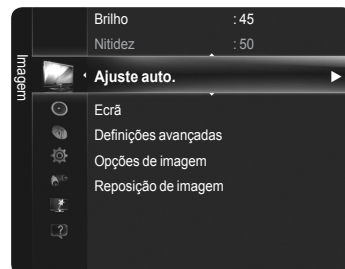 Imagem
Brilho : 45
Nitidez : 50
Ajuste auto.
Ecrã
Definições avançadas
Opções de imagem
Reposição de imagem